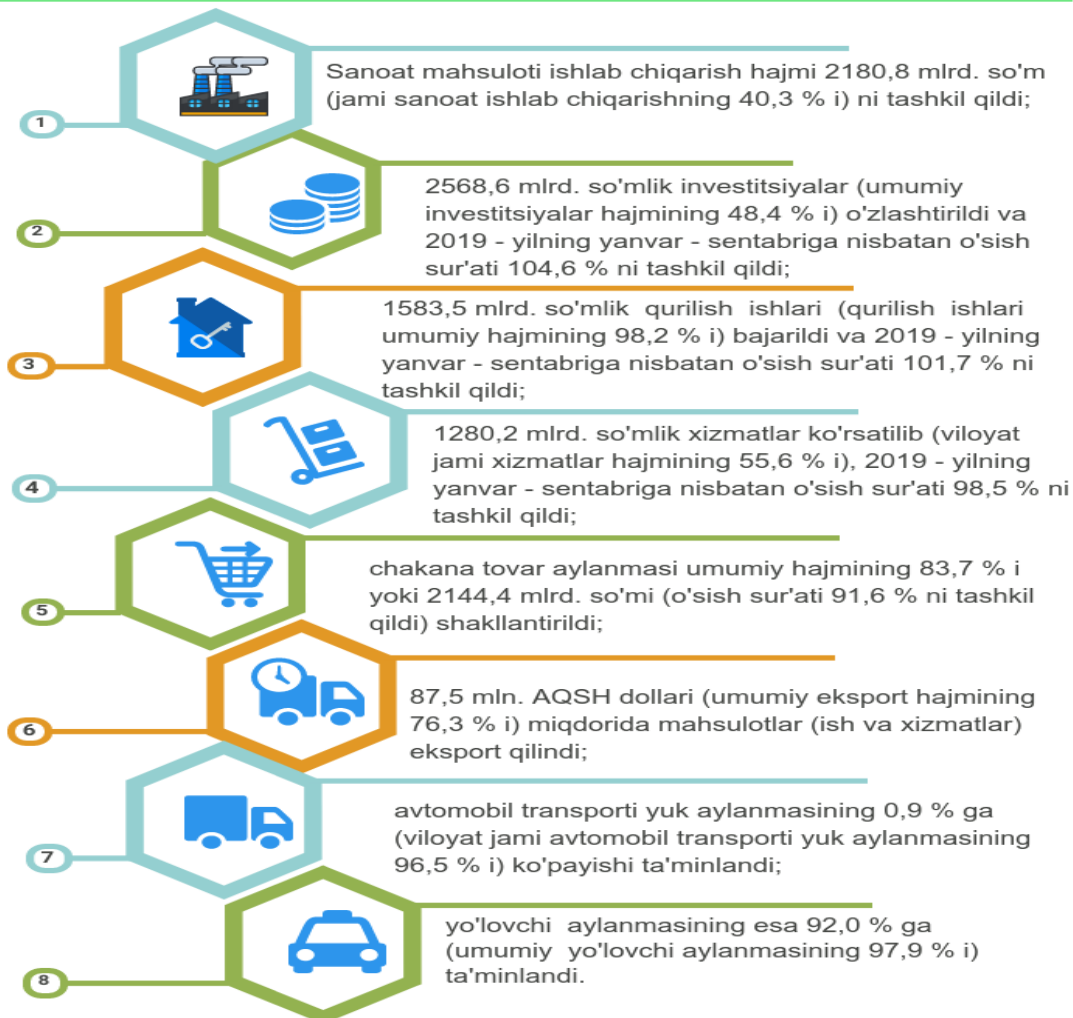 1
Sanoat mahsuloti ishlab chiqarish hajmi 2180,8 mlrd. so'm
(jami sanoat ishlab chiqarishning 40,3 % i) ni tashkil qildi;
2
2568,6 mlrd. so'mlik investitsiyalar (umumiy
investitsiyalar hajmining 48,4 % i) o'zlashtirildi va
2019 - yilning yanvar - sentabriga nisbatan o'sish
sur'ati 104,6 % ni tashkil qildi;
3
1583,5 mlrd. so'mlik qurilish ishlari (qurilish ishlari
umumiy hajmining 98,2 % i) bajarildi va 2019 - yilning
yanvar - sentabriga nisbatan o'sish sur'ati 101,7 % ni
tashkil qildi;
4
1280,2 mlrd. so'mlik xizmatlar ko'rsatilib (viloyat
jami xizmatlar hajmining 55,6 % i), 2019 - yilning
yanvar - sentabriga nisbatan o'sish sur'ati 98,5 % ni
tashkil qildi;
5
chakana tovar aylanmasi umumiy hajmining 83,7 % i
yoki 2144,4 mlrd. so'mi (o'sish sur'ati 91,6 % ni tashkil
qildi) shakllantirildi;
6
87,5 mln. AQSH dollari (umumiy eksport hajmining
76,3 % i) miqdorida mahsulotlar (ish va xizmatlar)
eksport qilindi;
7
avtomobil transporti yuk aylanmasining 0,9 % ga
(viloyat jami avtomobil transporti yuk aylanmasining
96,5 % i) ko'payishi ta'minlandi;
8
yo'lovchi aylanmasining esa 92,0 % ga
(umumiy yo'lovchi aylanmasining 97,9 % i)
ta'minlandi.